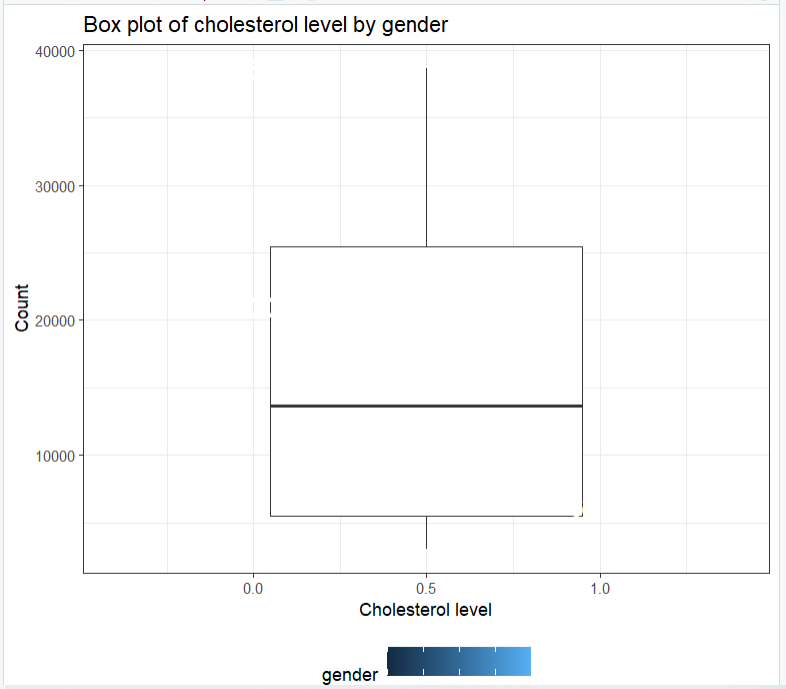 Box plot of cholesterol level by gender
40000
30000
20000
10000
Count
0.0 0.5 1.0
Cholesterol level
gender